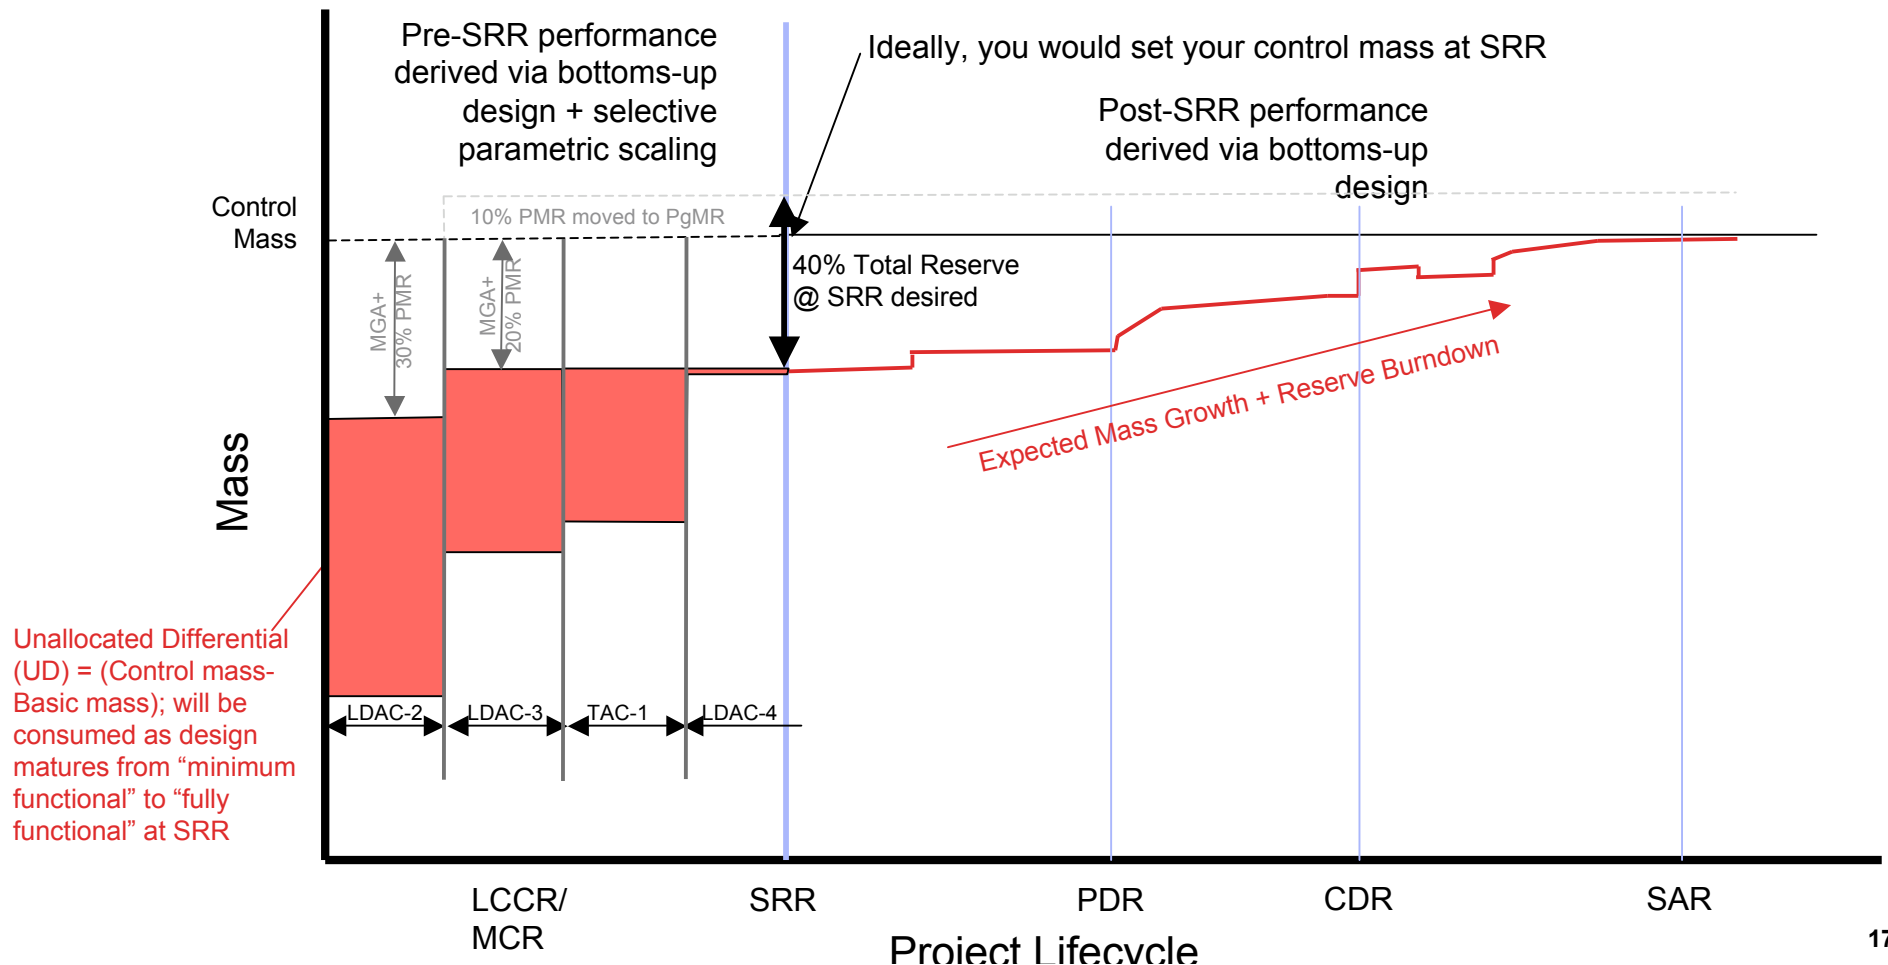 Pre-SRR performance
derived via bottoms-up
design + selective
parametric scaling
Ideally, you would set your control mass at SRR
Post-SRR performance
derived via bottoms-up
design
Control
Mass
10% PMR moved to PgMR
MGA+
30% PMR
MGA+
20% PMR
40% Total Reserve
@ SRR desired
Expected Mass Growth + Reserve Burndown
Mass
Unallocated Differential
(UD) = (Control mass-
Basic mass); will be
consumed as design
matures from “minimum
functional” to “fully
functional” at SRR
LDAC-2
LDAC-3
TAC-1
LDAC-4
LCCR/
MCR
SRR
PDR
CDR
SAR
Project Lifecycle
17